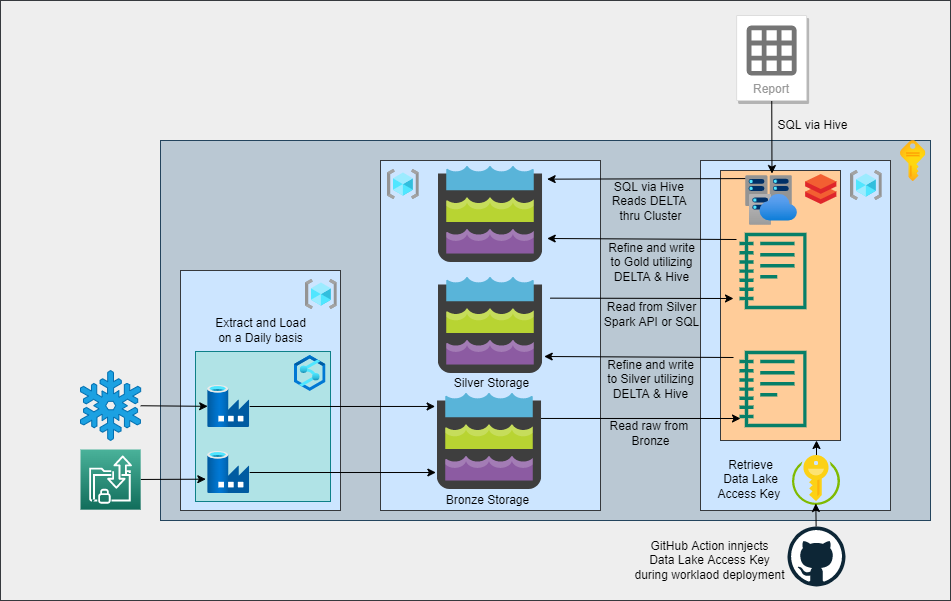 Report
SQL via Hive
SQL via Hive
Reads DELTA
thru Cluster
Refine and write
to Gold utilizing
DELTA & Hive
Extract and Load
on a Daily basis
Read from Silver
Spark API or SQL
Refine and write
to Silver utilizing
DELTA & Hive
Silver Storage
Read raw from
Bronze
Bronze Storage
Retrieve
Data Lake
Access Key
GitHub Action innjects
Data Lake Access Key
during worklaod deployment